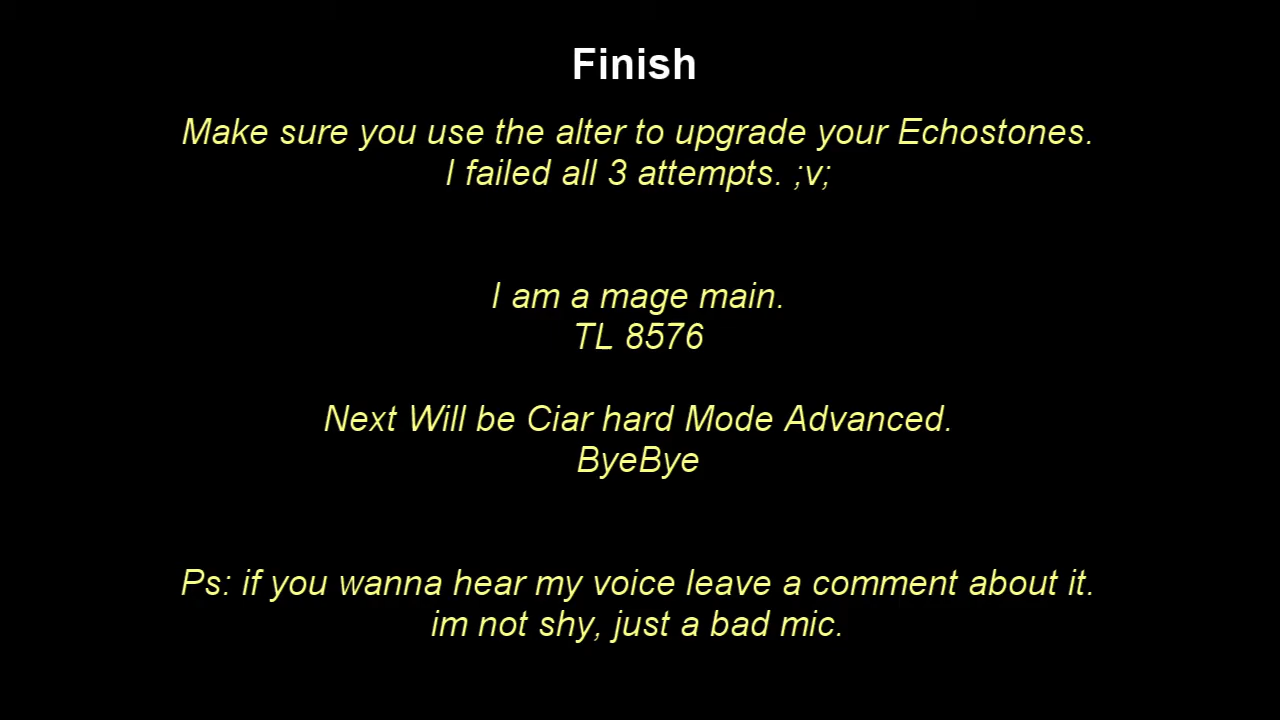 Finish
Make sure you use the alter to upgrade your Echostones.
I failed all 3 attempts. ;v;
I am a mage main.
TL 8576
Next Will be Ciar hard Mode Advanced.
ByeBye
Ps: if you wanna hear my voice leave a comment about it.
im not shy, just a bad mic.